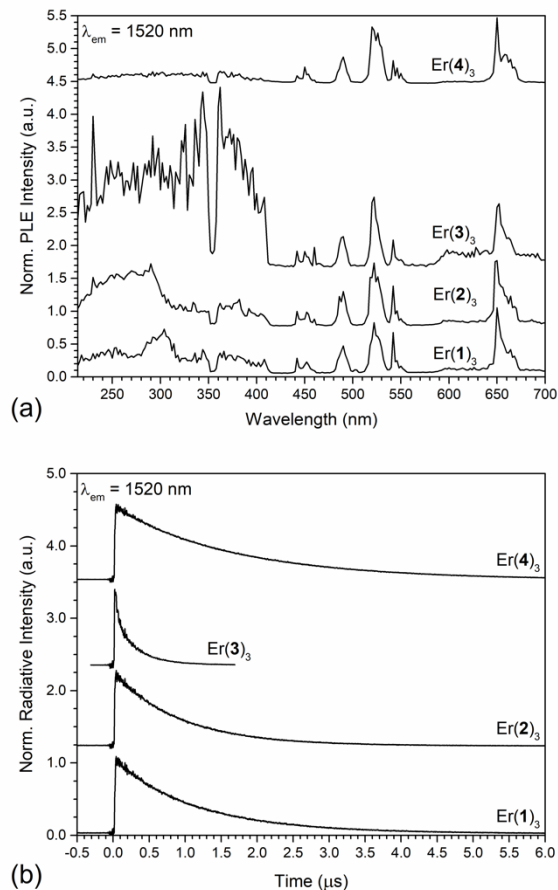 λem = 1520 nm
5.5
5.0
4.5
4.0
3.5
3.0
2.5
2.0
1.5
1.0
0.5
0.0
Norm. PLE Intensity (a.u.)
Er(4)3
Er(3)3
Er(2)3
Er(1)3
250 300 350 400 450 500 550 600 650 700
Wavelength (nm)
(a)
λem = 1520 nm
5.0
4.0
3.0
2.0
1.0
0.0
Norm. Radiative Intensity (a.u.)
Er(4)3
Er(3)3
Er(2)3
Er(1)3
-0.5 0.0 0.5 1.0 1.5 2.0 2.5 3.0 3.5 4.0 4.5 5.0 5.5 6.0
Time (μs)
(b)